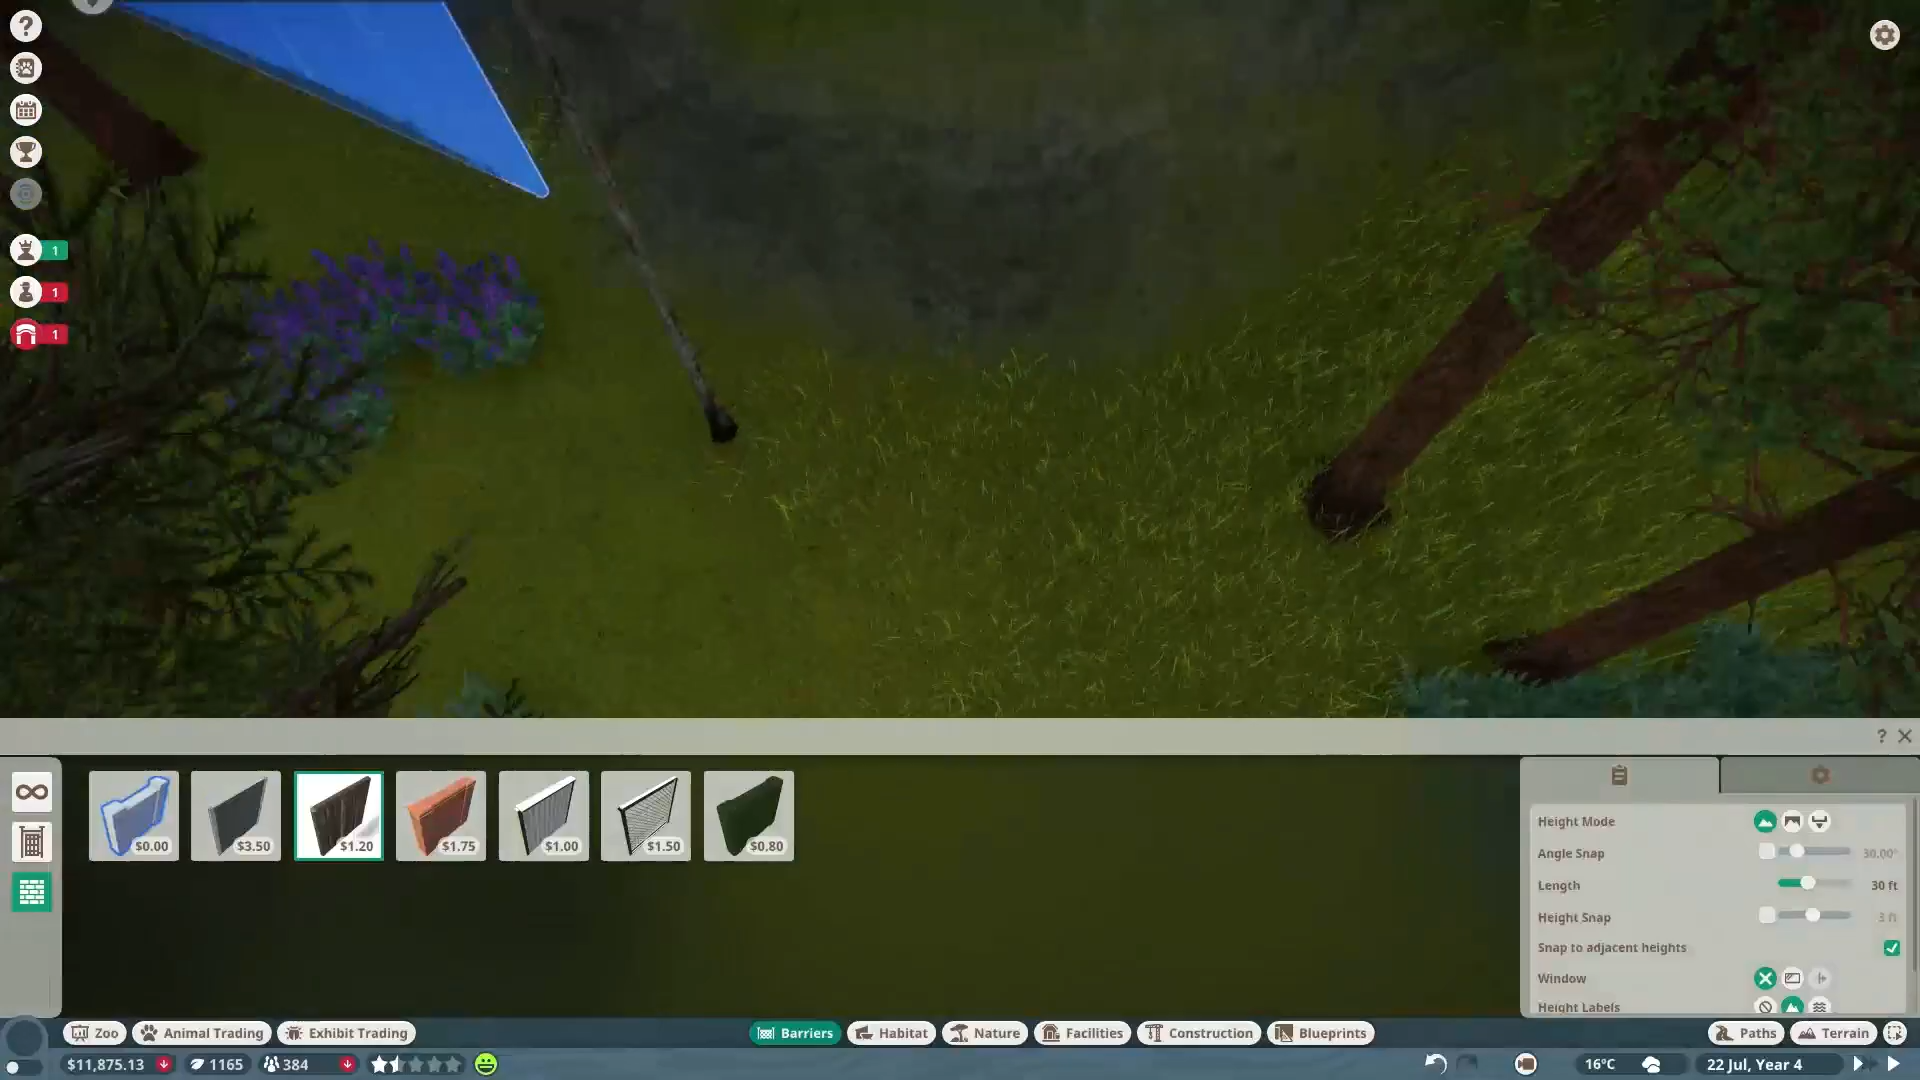 ?
1
1
1
?
$0.00
$3.50
$1.20
$1.75
$1.00
$1.50
$0.80
Height Mode
Angle Snap 30.00°
Length 30 ft
Height Snap 3 ft
Snap to adjacent heights
Window
Height Labels
Zoo Animal Trading Exhibit Trading Barriers Habitat Nature Facilities Construction Blueprints Paths Terrain
$11,875.13 1165 384 16°C 22 Jul, Year 4